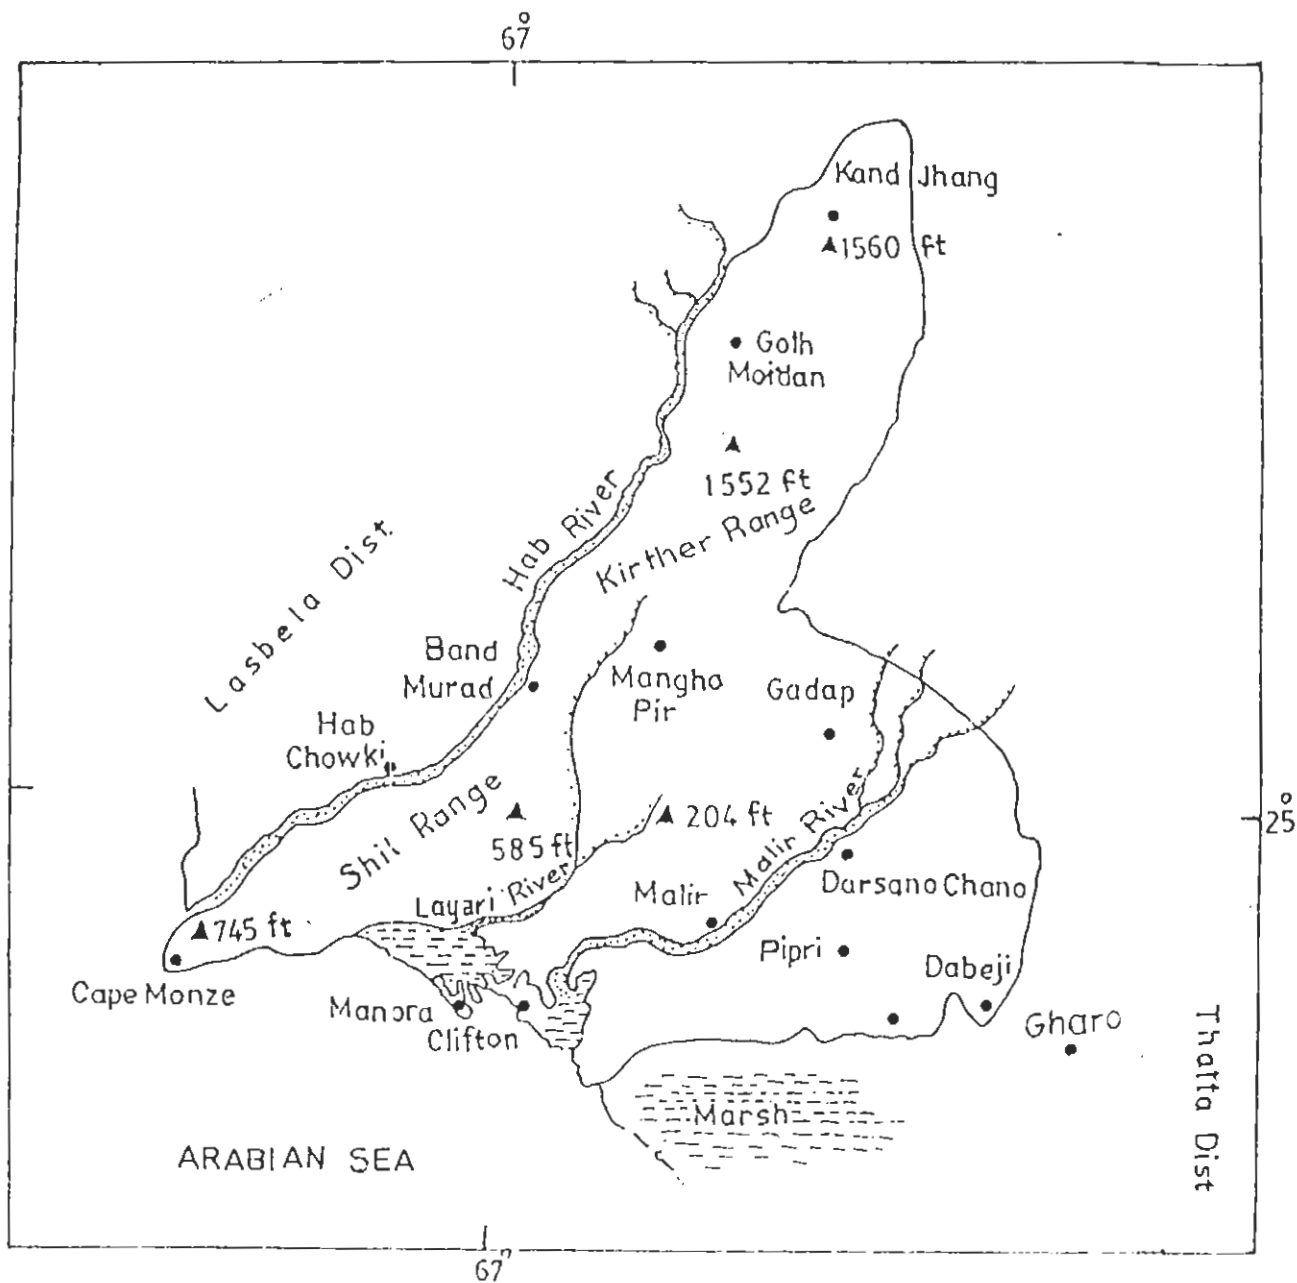 67°
Kand Jhang
1560 ft
Goth
Moidan
1552 ft
Kirther Range
Hab River
Lasbela Dist.
Band
Murad
Mangho
Pir
Gadap
Hab
Chowki
Shil Range
585 ft
204 ft
25°
Malir River
Layari River
Malir
Darsano Chano
745 ft
Pipri
Dabeji
Cape Monze
Manora
Clifton
Gharo
Thatta Dist
Marsh
ARABIAN SEA
67°